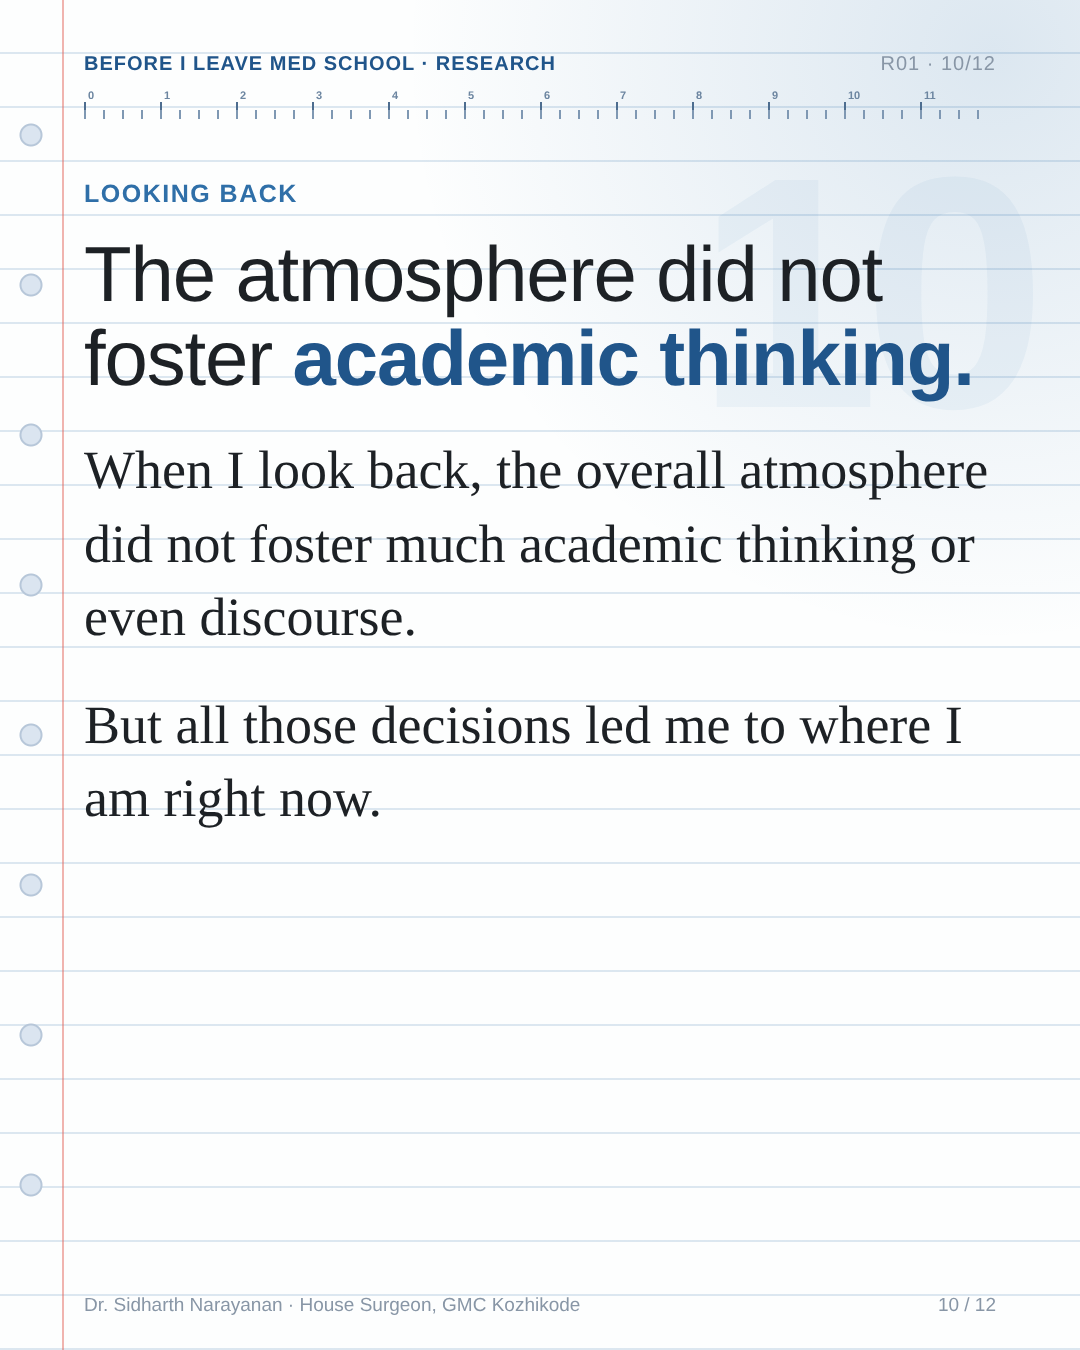 BEFORE I LEAVE MED SCHOOL · RESEARCH
R01 · 10/12
0 1 2 3 4 5 6 7 8 9 10 11
10
LOOKING BACK
The atmosphere did not
foster academic thinking.
When I look back, the overall atmosphere
did not foster much academic thinking or
even discourse.
But all those decisions led me to where I
am right now.
Dr. Sidharth Narayanan · House Surgeon, GMC Kozhikode
10 / 12